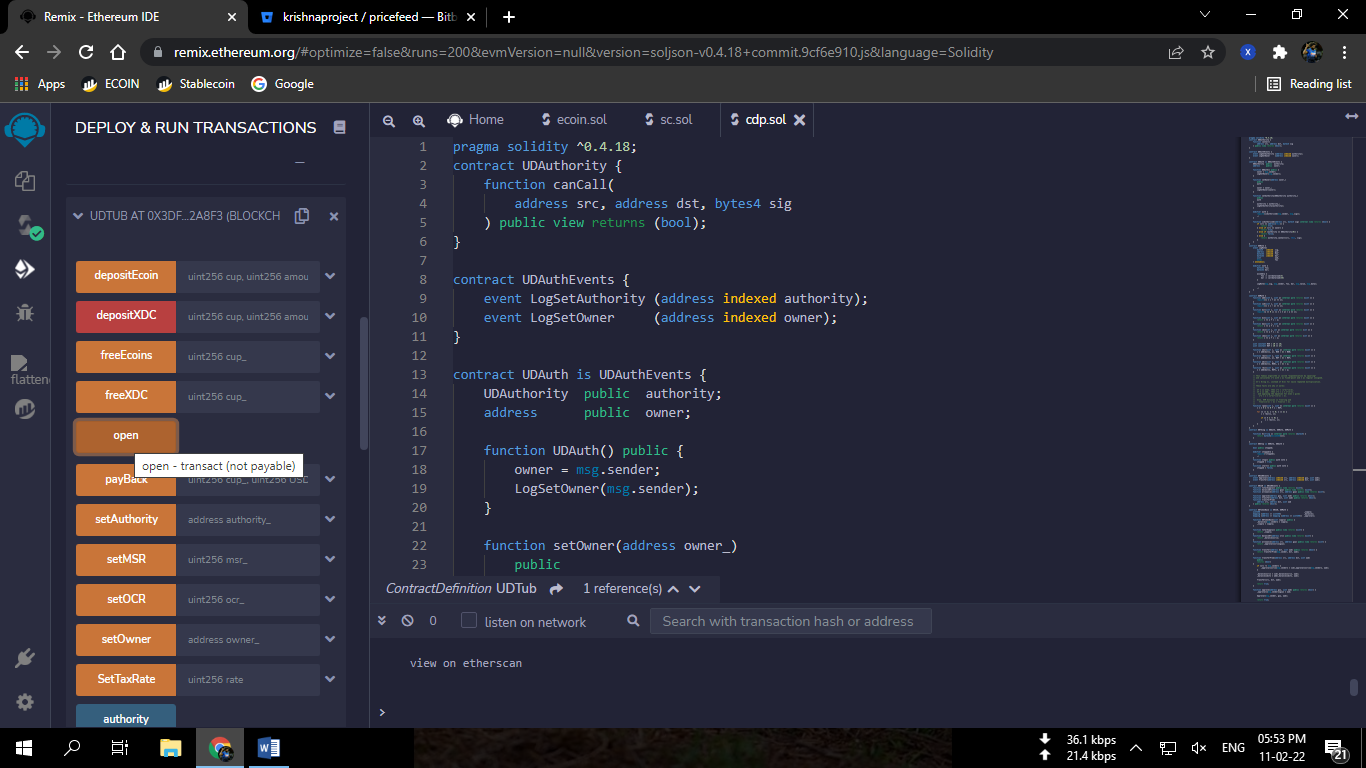 Remix - Ethereum IDE
krishnaproject / pricefeed — Bitb
remix.ethereum.org/#optimize=false&runs=200&evmVersion=null&version=soljson-v0.4.18+commit.9cf6e910.js&language=Solidity
X
Apps
ECOIN
Stablecoin
Google
Reading list
DEPLOY & RUN TRANSACTIONS
Home
ecoin.sol
sc.sol
cdp.sol
UDTUB AT 0X3DF...2A8F3 (BLOCKCH
depositEcoin uint256 cup, uint256 amou
depositXDC uint256 cup, uint256 amou
freeEcoins uint256 cup_
freeXDC uint256 cup_
open
open - transact (not payable)
payBack uint256 cup_, uint256 USD
setAuthority address authority_
setMSR uint256 msr_
setOCR uint256 ocr_
setOwner address owner_
SetTaxRate uint256 rate
authority
flattene
1 pragma solidity ^0.4.18;
2 contract UDAuthority {
3 function canCall(
4 address src, address dst, bytes4 sig
5 ) public view returns (bool);
6 }
7
8 contract UDAuthEvents {
9 event LogSetAuthority (address indexed authority);
10 event LogSetOwner (address indexed owner);
11 }
12
13 contract UDAuth is UDAuthEvents {
14 UDAuthority public authority;
15 address public owner;
16
17 function UDAuth() public {
18 owner = msg.sender;
19 LogSetOwner(msg.sender);
20 }
21
22 function setOwner(address owner_)
23 public
ContractDefinition UDTub 1 reference(s)
0 listen on network Search with transaction hash or address
view on etherscan
>
36.1 kbps
21.4 kbps
ENG
05:53 PM
11-02-22
21